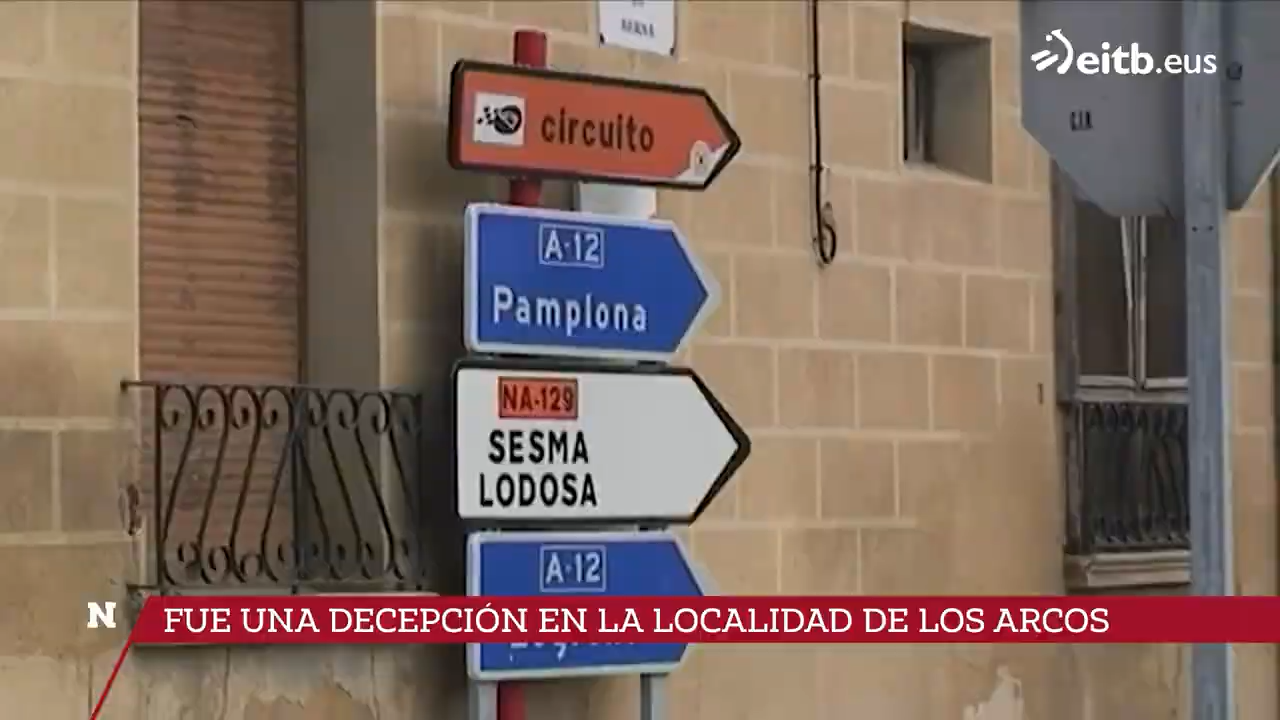 BERNA
eitb.eus
circuito
A-12
Pamplona
NA-129
SESMA
LODOSA
A-12
N FUE UNA DECEPCIÓN EN LA LOCALIDAD DE LOS ARCOS